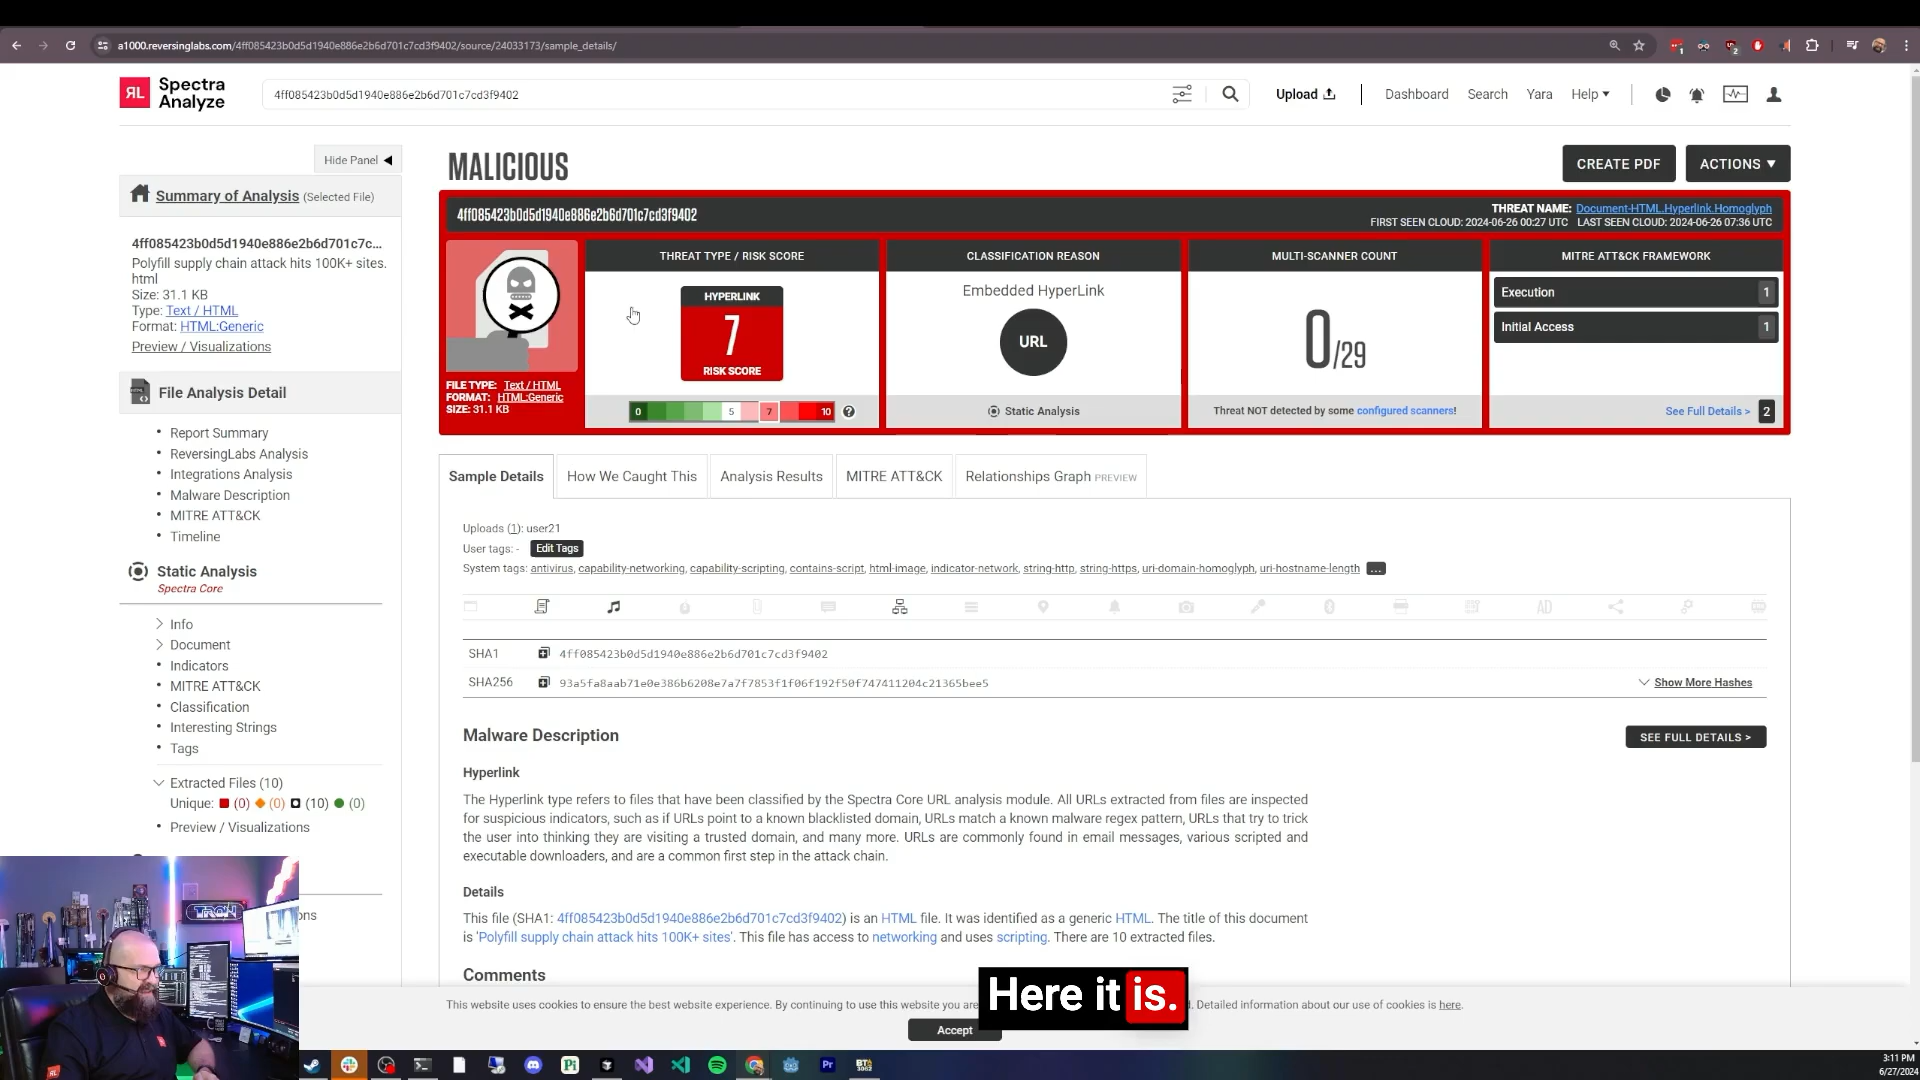 a1000.reversinglabs.com/4ff085423b0d5d1940e886e2b6d701c7cd3f9402/source/24033173/sample_details/
ЯL Spectra Analyze
4ff085423b0d5d1940e886e2b6d701c7cd3f9402
Upload
Dashboard Search Yara Help
Hide Panel
Summary of Analysis (Selected File)
4ff085423b0d5d1940e886e2b6d701c7c...
Polyfill supply chain attack hits 100K+ sites.
html
Size: 31.1 KB
Type: Text / HTML
Format: HTML:Generic
Preview / Visualizations
File Analysis Detail
Report Summary
ReversingLabs Analysis
Integrations Analysis
Malware Description
MITRE ATT&CK
Timeline
Static Analysis
Spectra Core
Info
Document
Indicators
MITRE ATT&CK
Classification
Interesting Strings
Tags
Extracted Files (10)
Unique: (0) (0) (10) (0)
Preview / Visualizations
ns
MALICIOUS
CREATE PDF
ACTIONS
4ff085423b0d5d1940e886e2b6d701c7cd3f9402
THREAT NAME: Document-HTML.Hyperlink.Homoglyph
FIRST SEEN CLOUD: 2024-06-26 00:27 UTC LAST SEEN CLOUD: 2024-06-26 07:36 UTC
FILE TYPE: Text / HTML
FORMAT: HTML:Generic
SIZE: 31.1 KB
THREAT TYPE / RISK SCORE
HYPERLINK
7
RISK SCORE
0 5 7 10 ?
CLASSIFICATION REASON
Embedded HyperLink
URL
Static Analysis
MULTI-SCANNER COUNT
0/29
Threat NOT detected by some configured scanners!
MITRE ATT&CK FRAMEWORK
Execution 1
Initial Access 1
See Full Details > 2
Sample Details
How We Caught This
Analysis Results
MITRE ATT&CK
Relationships Graph PREVIEW
Uploads (1): user21
User tags: - Edit Tags
System tags: antivirus, capability-networking, capability-scripting, contains-script, html-image, indicator-network, string-http, string-https, uri-domain-homoglyph, uri-hostname-length ...
AD
SHA1 4ff085423b0d5d1940e886e2b6d701c7cd3f9402
SHA256 93a5fa8aab71e0e386b6208e7a7f7853f1f06f192f50f747411204c21365bee5
Show More Hashes
Malware Description
SEE FULL DETAILS >
Hyperlink
The Hyperlink type refers to files that have been classified by the Spectra Core URL analysis module. All URLs extracted from files are inspected
for suspicious indicators, such as if URLs point to a known blacklisted domain, URLs match a known malware regex pattern, URLs that try to trick
the user into thinking they are visiting a trusted domain, and many more. URLs are commonly found in email messages, various scripted and
executable downloaders, and are a common first step in the attack chain.
Details
This file (SHA1: 4ff085423b0d5d1940e886e2b6d701c7cd3f9402) is an HTML file. It was identified as a generic HTML. The title of this document
is 'Polyfill supply chain attack hits 100K+ sites'. This file has access to networking and uses scripting. There are 10 extracted files.
Comments
This website uses cookies to ensure the best website experience. By continuing to use this website you are d. Detailed information about our use of cookies is here.
Accept
Here it is.
TRON
3:11 PM
6/27/2024